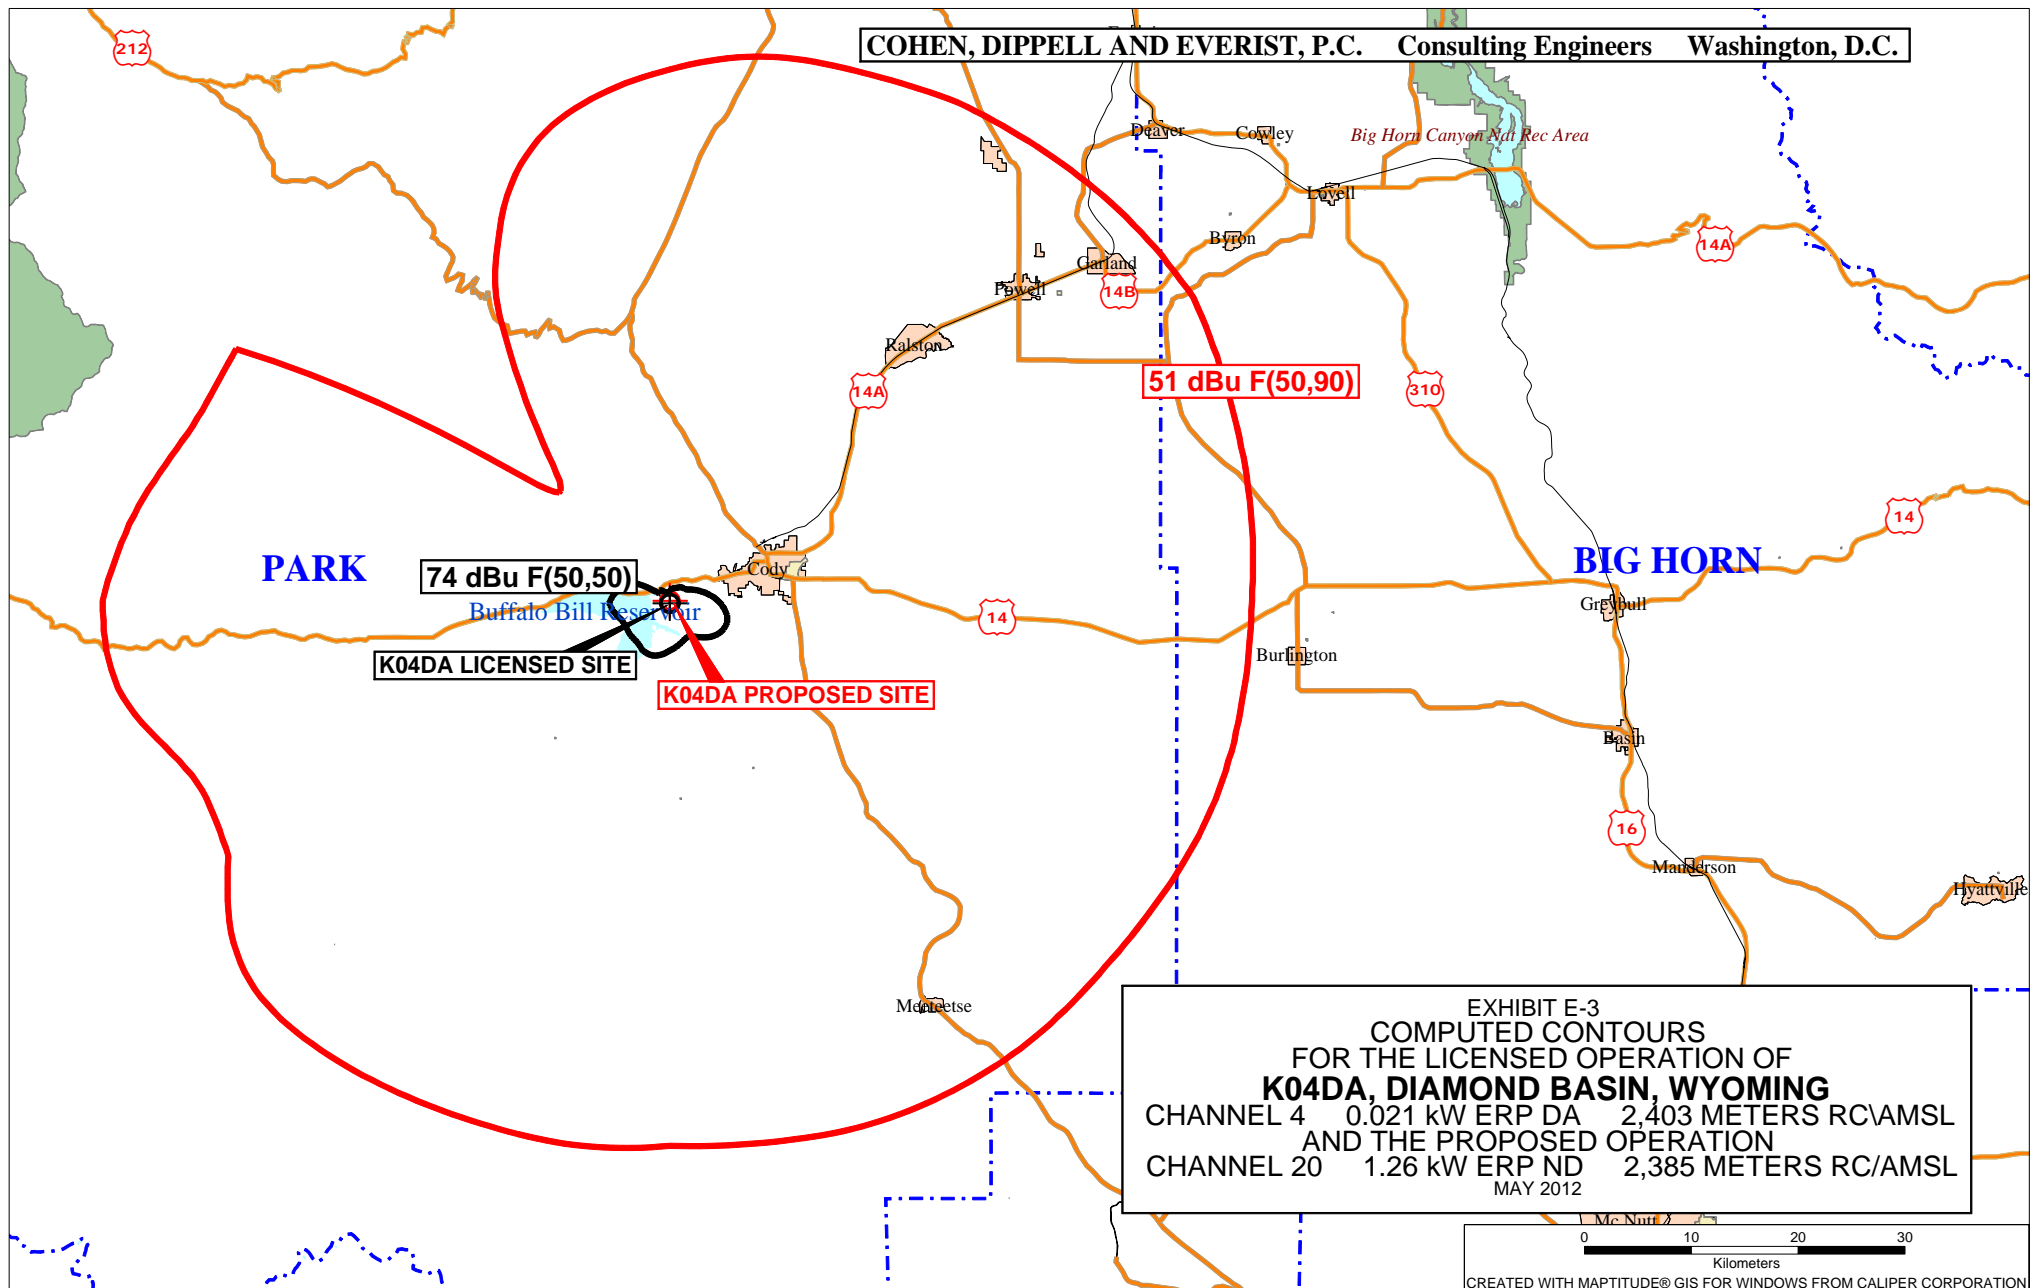 COHEN, DIPPELL AND EVERIST, P.C. Consulting Engineers Washington, D.C.
212
Deaver
Cowley
Big Horn Canyon Nat Rec Area
Lovell
Byron
14A
Garland
Powell
14B
Ralston
14A
51 dBu F(50,90)
310
14
PARK
BIG HORN
74 dBu F(50,50)
Cody
Buffalo Bill Reservoir
14
Greybull
K04DA LICENSED SITE
Burlington
K04DA PROPOSED SITE
Basin
16
Manderson
Hyattville
Meeteetse
EXHIBIT E-3
COMPUTED CONTOURS
FOR THE LICENSED OPERATION OF
K04DA, DIAMOND BASIN, WYOMING
CHANNEL 4 0.021 kW ERP DA 2,403 METERS RC\AMSL
AND THE PROPOSED OPERATION
CHANNEL 20 1.26 kW ERP ND 2,385 METERS RC/AMSL
MAY 2012
Mc Nutt
0 10 20 30
Kilometers
CREATED WITH MAPTITUDE® GIS FOR WINDOWS FROM CALIPER CORPORATION